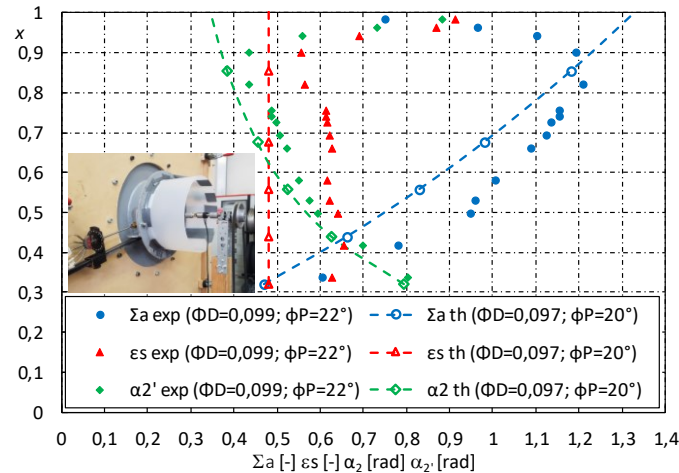 x
1
0,9
0,8
0,7
0,6
0,5
0,4
0,3
0,2
0,1
0
Σa exp (ΦD=0,099; ϕP=22°) Σa th (ΦD=0,097; ϕP=20°)
εs exp (ΦD=0,099; ϕP=22°) εs th (ΦD=0,097; ϕP=20°)
α2' exp (ΦD=0,099; ϕP=22°) α2 th (ΦD=0,097; ϕP=20°)
0 0,1 0,2 0,3 0,4 0,5 0,6 0,7 0,8 0,9 1 1,1 1,2 1,3 1,4
Σa [-] εs [-] α2 [rad] α2' [rad]